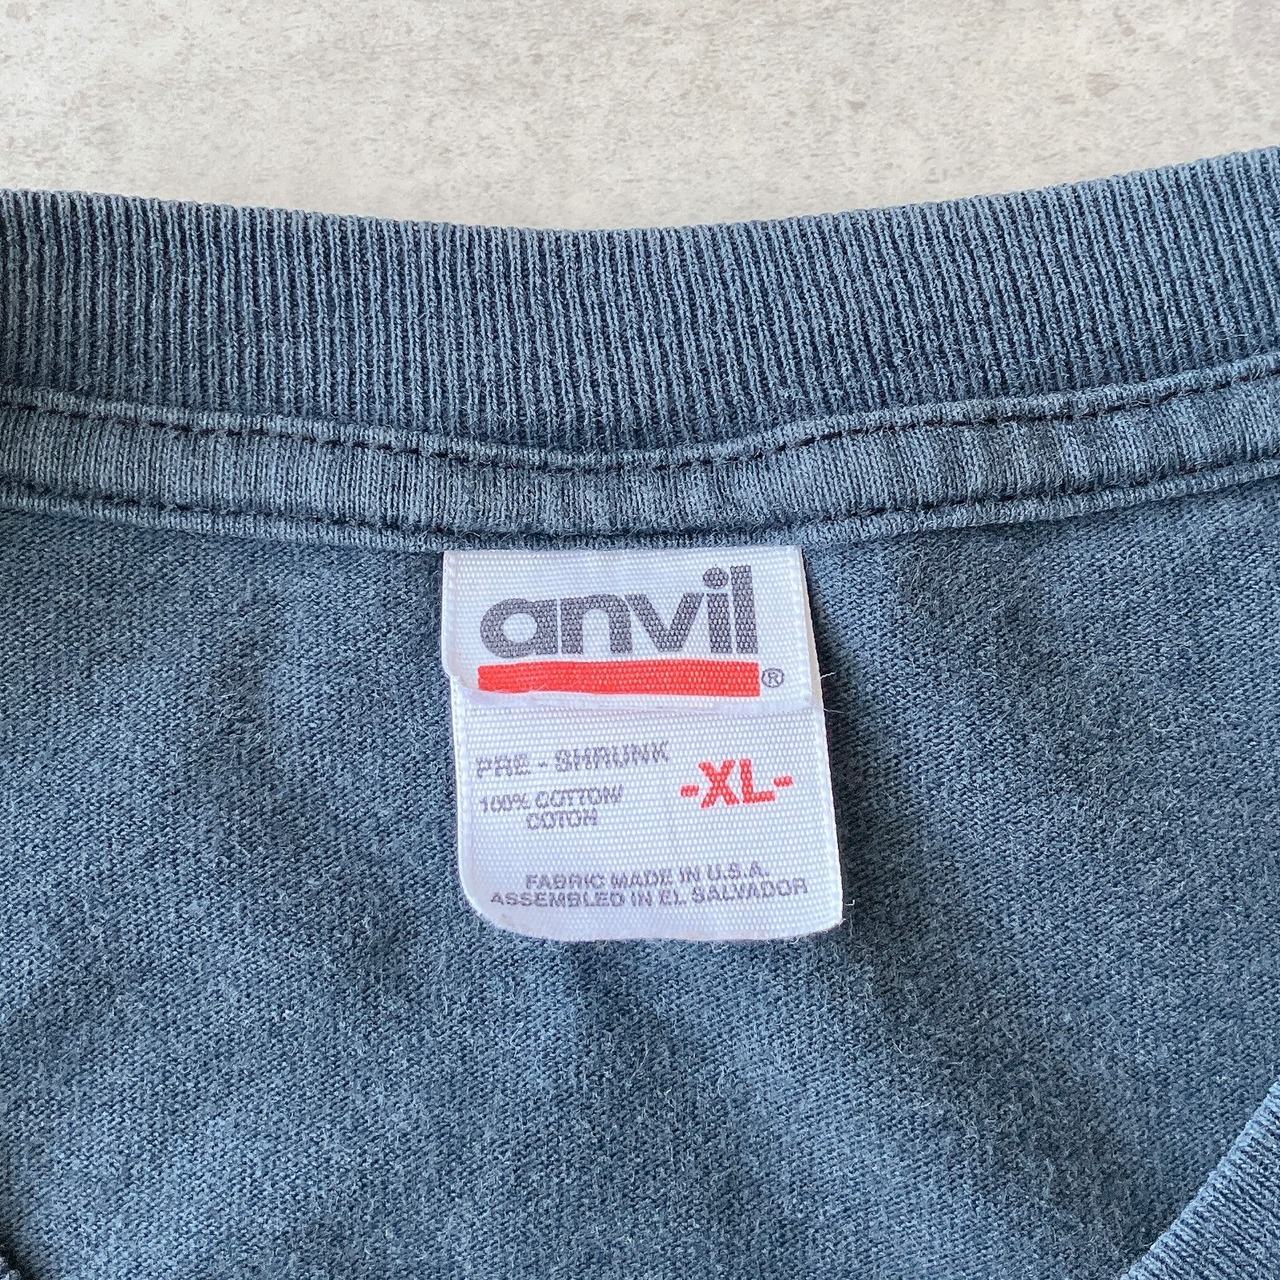 anvil®
PRE - SHRUNK
-XL-
100% COTTON/
COTON
FABRIC MADE IN U.S.A.
ASSEMBLED IN EL SALVADOR